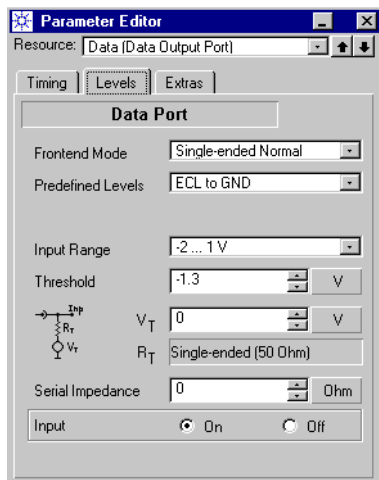 Parameter Editor
Resource: Data (Data Output Port)
Timing Levels Extras
Data Port
Frontend Mode Single-ended Normal
Predefined Levels ECL to GND
Input Range -2 ... 1 V
Threshold -1.3 V
Inp
RT VT 0 V
VT
RT Single-ended (50 Ohm)
Serial Impedance 0 Ohm
Input On Off